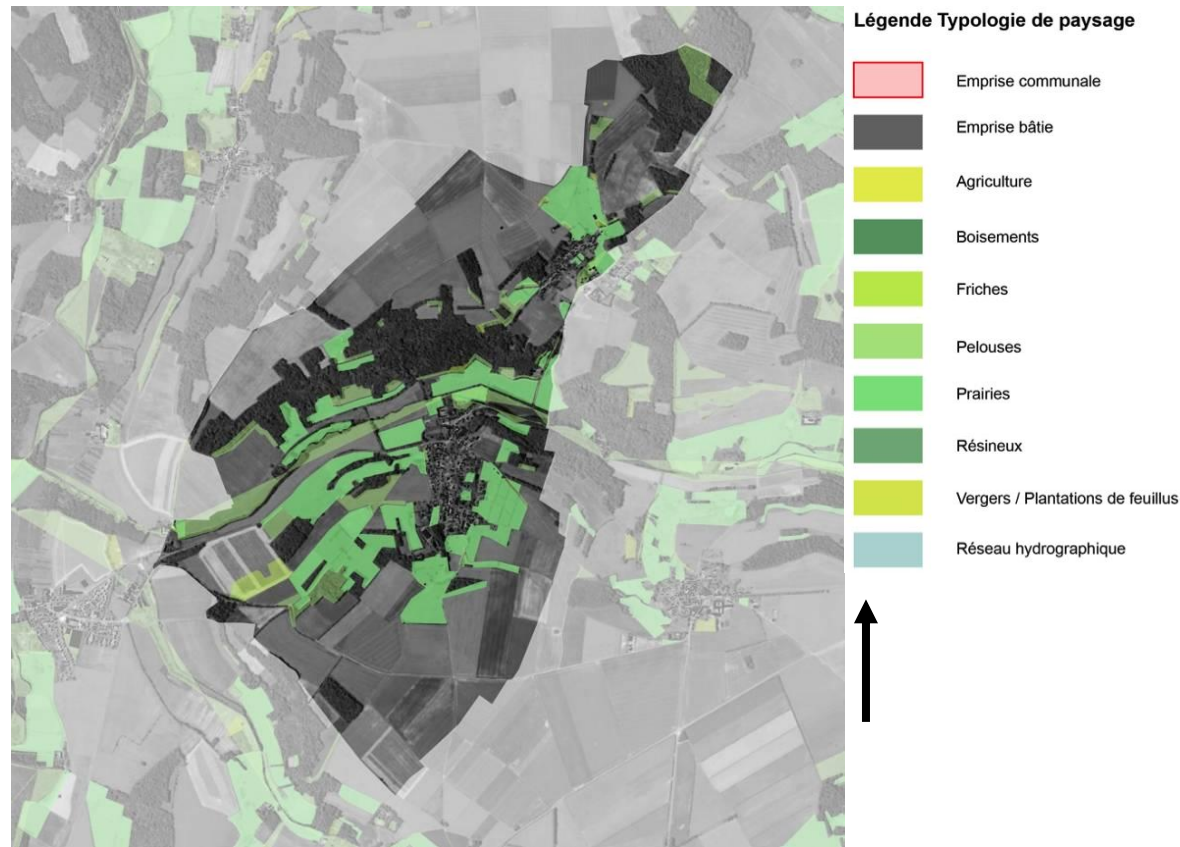 Légende Typologie de paysage
Emprise communale
Emprise bâtie
Agriculture
Boisements
Friches
Pelouses
Prairies
Résineux
Vergers / Plantations de feuillus
Réseau hydrographique